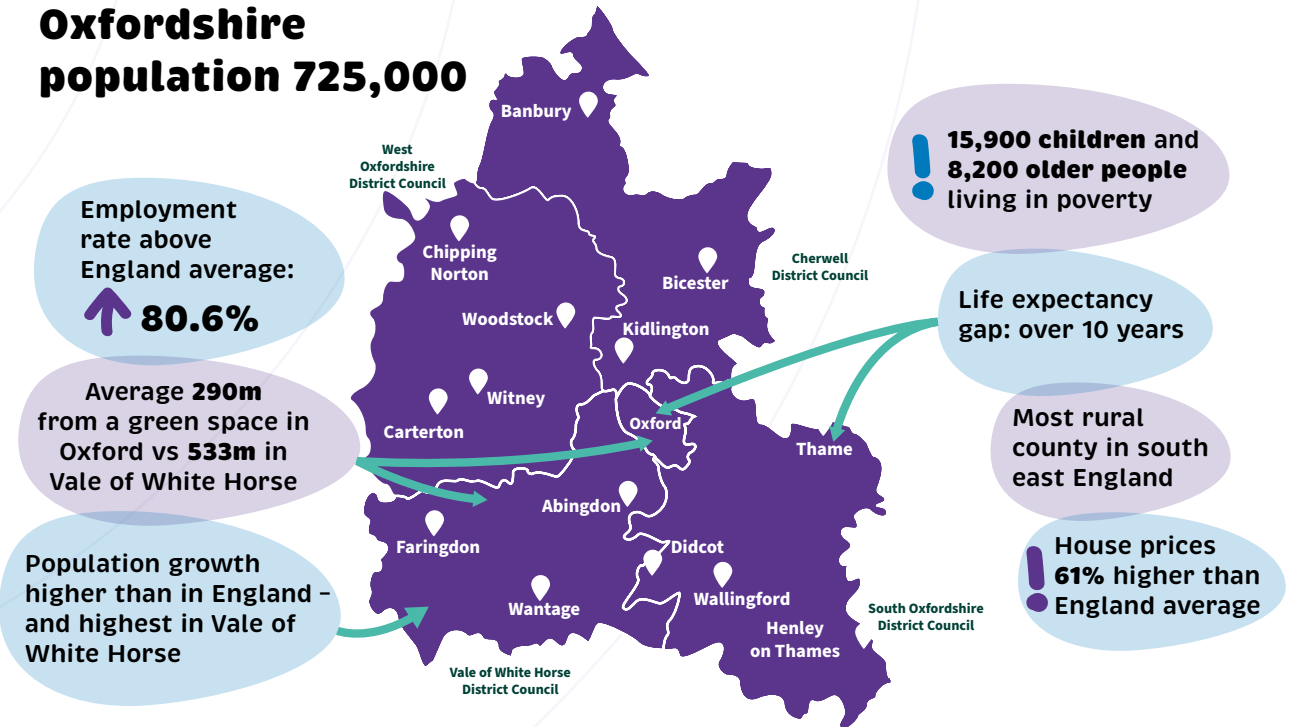 Oxfordshire
population 725,000
Employment
rate above
England average:
80.6%
Average 290m
from a green space in
Oxford vs 533m in
Vale of White Horse
Population growth
higher than in England –
and highest in Vale of
White Horse
West
Oxfordshire
District Council
Banbury
Chipping
Norton
Bicester
Woodstock
Kidlington
Witney
Carterton
Oxford
Thame
Abingdon
Faringdon
Didcot
Wantage
Wallingford
Henley
on Thames
Cherwell
District Council
South Oxfordshire
District Council
Vale of White Horse
District Council
15,900 children and
8,200 older people
living in poverty
Life expectancy
gap: over 10 years
Most rural
county in south
east England
House prices
61% higher than
England average